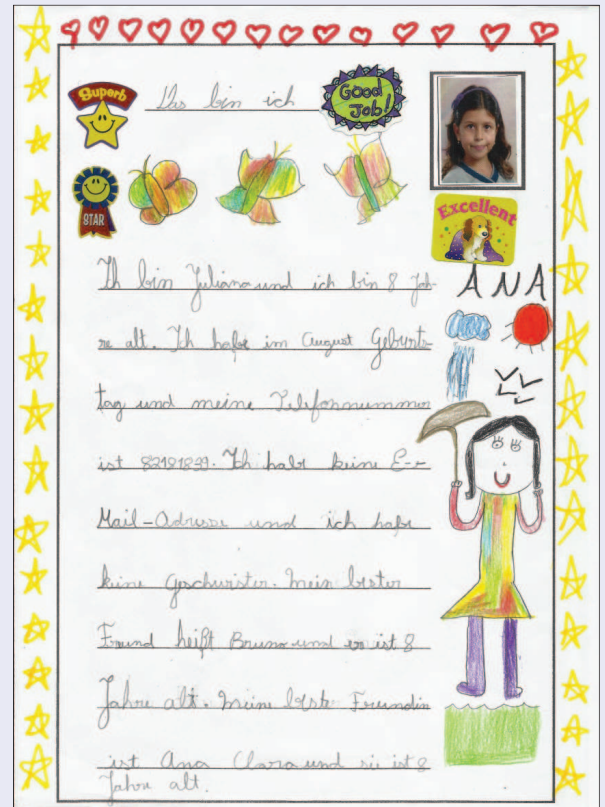 Superb
Das bin ich
Good
Job!
STAR
Excellent
Ich bin Juliana und ich bin 8 Jah-
re alt. Ich habe im August Geburts-
ANA
tag und meine Telefonnummer
ist 82181839. Ich habe keine E-
Mail-Adresse und ich habe
keine Geschwister. Mein bester
Freund heißt Bruno und er ist 8
Jahre alt. Meine beste Freundin
ist Ana Clara und sie ist 8
Jahre alt.